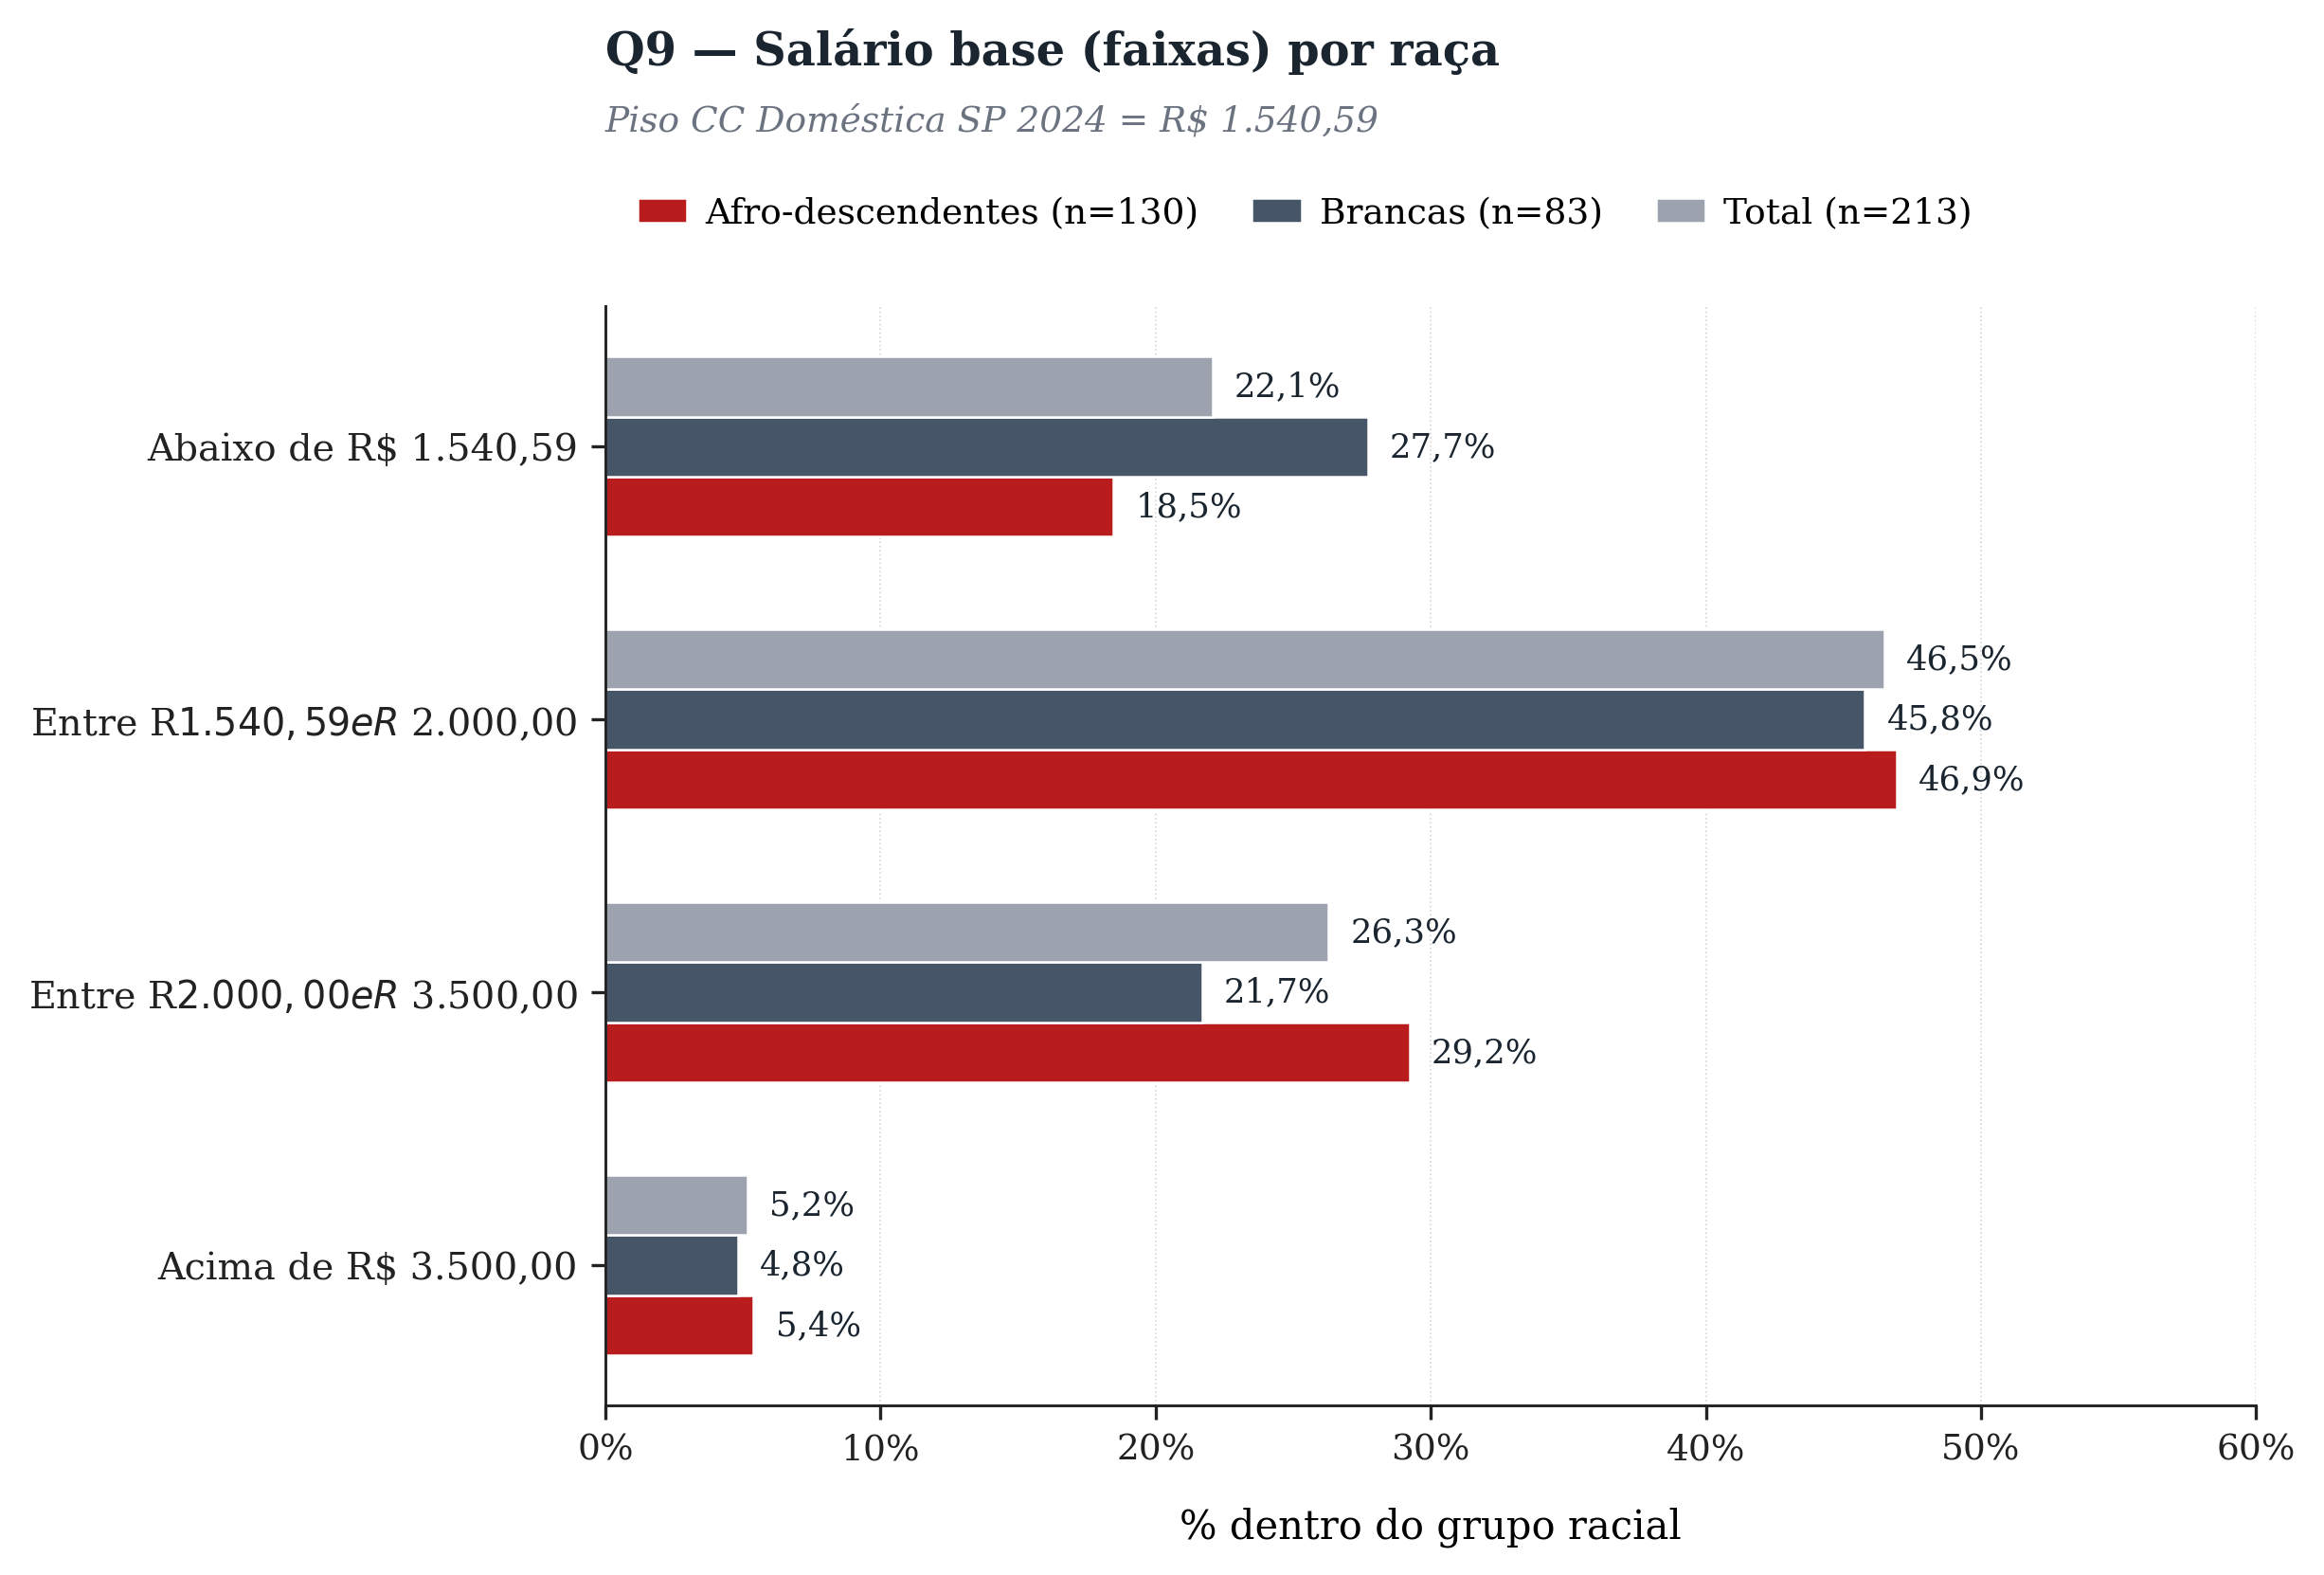 Q9 — Salário base (faixas) por raça
Piso CC Doméstica SP 2024 = R$ 1.540,59
Afro-descendentes (n=130) Brancas (n=83) Total (n=213)
Abaixo de R$ 1.540,59
22,1%
27,7%
18,5%
Entre R1.540,59eR 2.000,00
46,5%
45,8%
46,9%
Entre R2.000,00eR 3.500,00
26,3%
21,7%
29,2%
Acima de R$ 3.500,00
5,2%
4,8%
5,4%
0% 10% 20% 30% 40% 50% 60%
% dentro do grupo racial